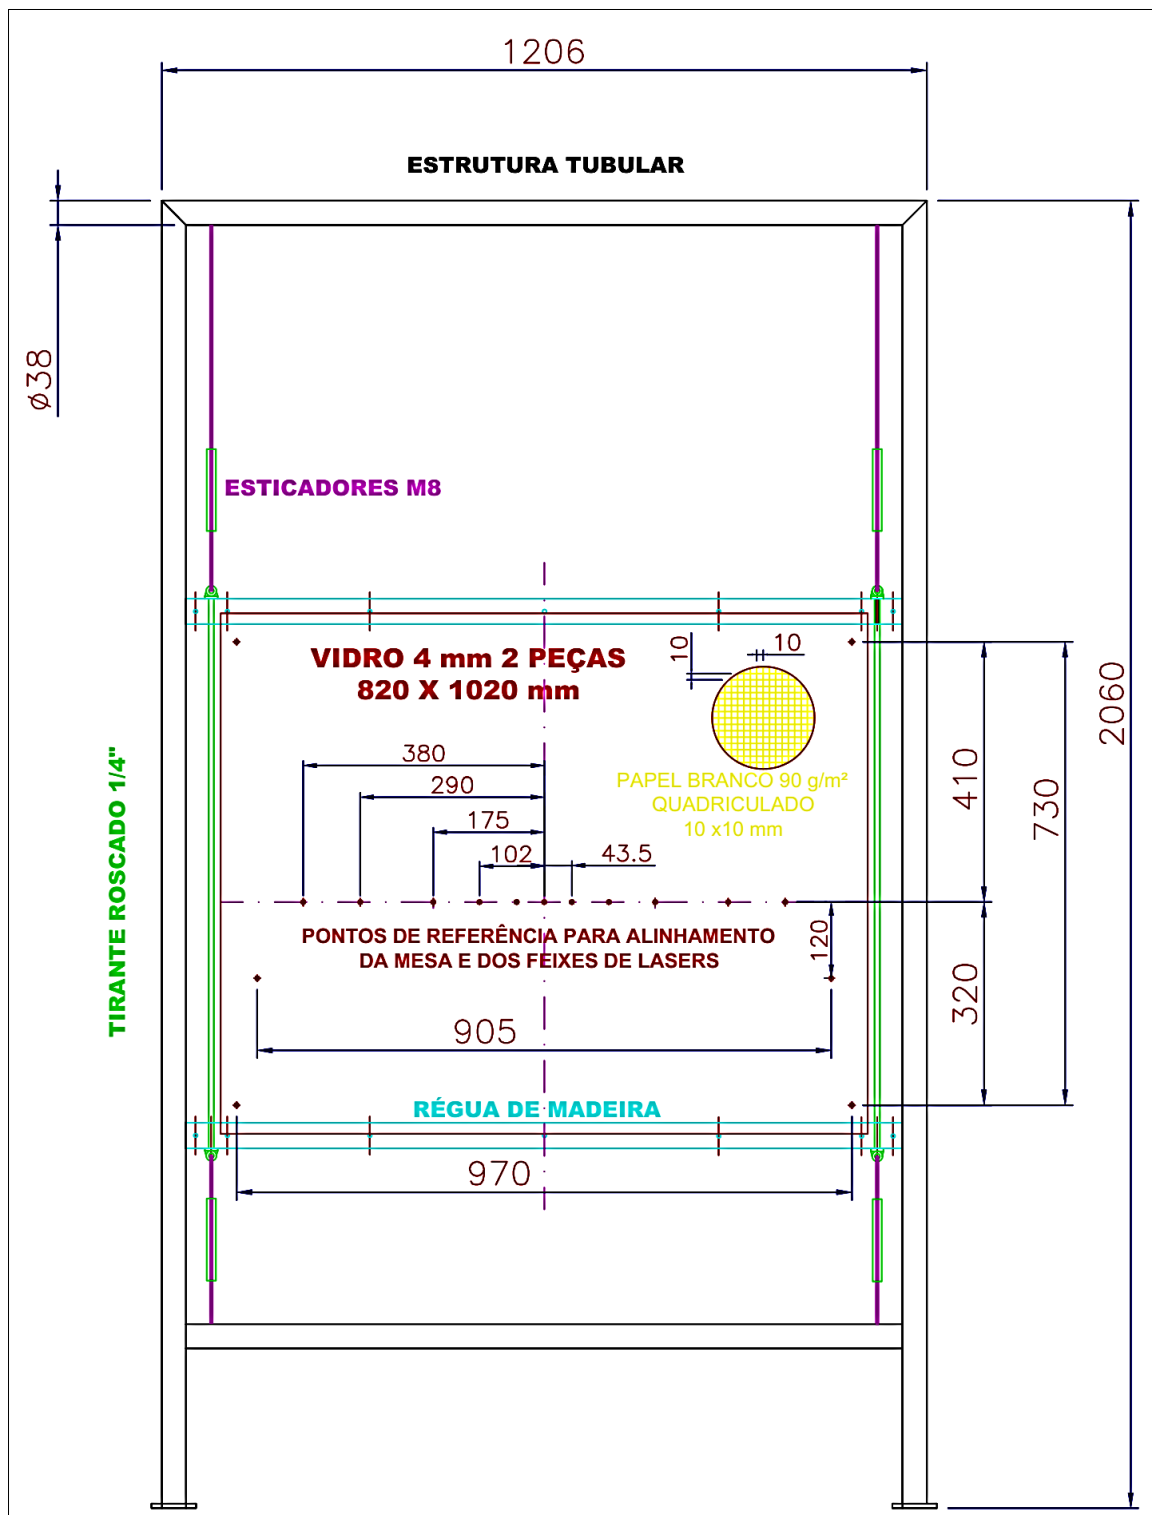 1206
ESTRUTURA TUBULAR
ø38
ESTICADORES M8
VIDRO 4 mm 2 PEÇAS
820 X 1020 mm
10
10
2060
380
290
175
102
43.5
PAPEL BRANCO 90 g/m²
QUADRICULADO
10 x10 mm
410
730
TIRANTE ROSCADO 1/4"
PONTOS DE REFERÊNCIA PARA ALINHAMENTO
DA MESA E DOS FEIXES DE LASERS
120
320
905
RÉGUA DE MADEIRA
970